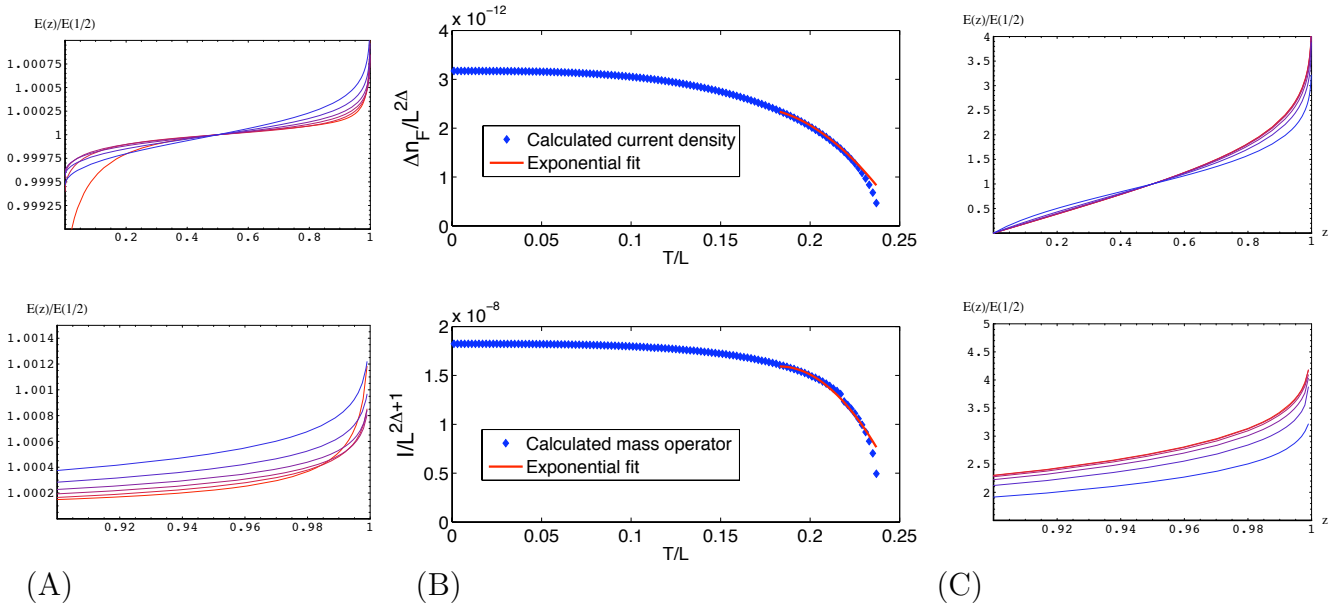 E(z)/E(1/2)
1.00075
1.0005
1.00025
1
0.99975
0.9995
0.99925
0.2 0.4 0.6 0.8 1
E(z)/E(1/2)
1.0014
1.0012
1.0010
1.0008
1.0006
1.0004
1.0002
0.92 0.94 0.96 0.98 1
(A)
x 10^-12
4
3
2
1
0
Δn_F/L^2Δ
Calculated current density
Exponential fit
0 0.05 0.1 0.15 0.2 0.25
T/L
x 10^-8
2
1.5
1
0.5
0
I/L^2Δ+1
Calculated mass operator
Exponential fit
0 0.05 0.1 0.15 0.2 0.25
T/L
(B)
E(z)/E(1/2)
4
3.5
3
2.5
2
1.5
1
0.5
0.2 0.4 0.6 0.8 1
z
E(z)/E(1/2)
5
4.5
4
3.5
3
2.5
2
0.92 0.94 0.96 0.98 1
z
(C)